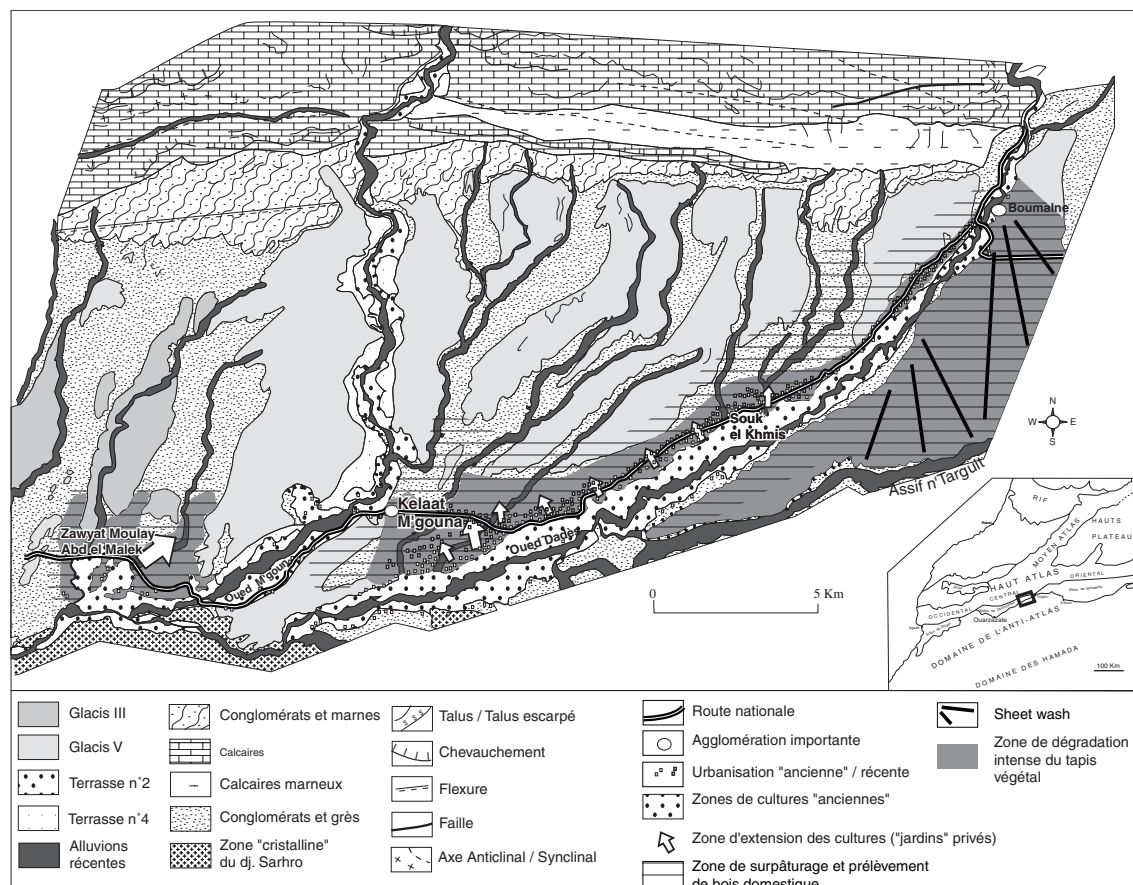 Boumalne
Souk
el Khmis
N
W
E
S
Assif n'Targuit
Zawyat Moulay
Abd el Malek
Kelaat
M'gouna
Oued Dadès
Oued M'goun
0
5 Km
RIF
Rabat
MOYEN ATLAS
HAUTS
PLATEAU
HAUT ATLAS
ORIENTAL
CENTRAL
OCCIDENTAL
Ouarzazate
Agadir
DOMAINE DE L'ANTI-ATLAS
DOMAINE DES HAMADA
100 Km
Glacis III
Glacis V
Terrasse n°2
Terrasse n°4
Alluvions
récentes
Conglomérats et marnes
Calcaires
Calcaires marneux
Conglomérats et grès
Zone "cristalline"
du dj. Sarhro
Talus / Talus escarpé
Chevauchement
Flexure
Faille
Axe Anticlinal / Synclinal
Route nationale
Agglomération importante
Urbanisation "ancienne" / récente
Zones de cultures "anciennes"
Zone d'extension des cultures ("jardins" privés)
Zone de surpâturage et prélèvement
de bois domestique
Sheet wash
Zone de dégradation
intense du tapis
végétal